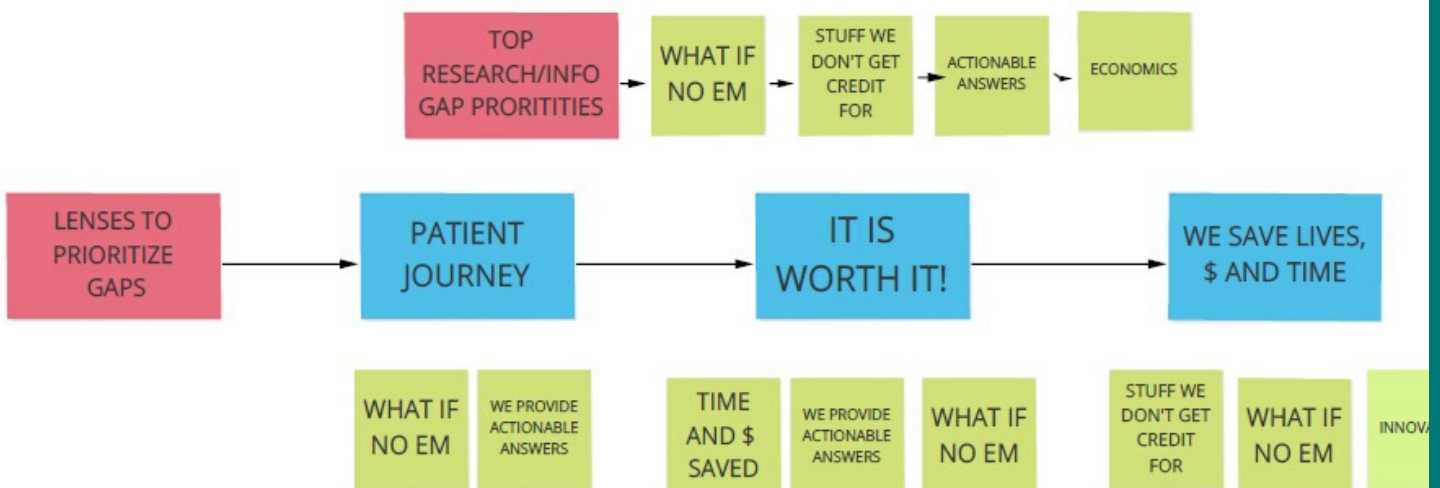 TOP
RESEARCH/INFO
GAP PRORITITIES
WHAT IF
NO EM
STUFF WE
DON'T GET
CREDIT
FOR
ACTIONABLE
ANSWERS
ECONOMICS
LENSES TO
PRIORITIZE
GAPS
PATIENT
JOURNEY
IT IS
WORTH IT!
WE SAVE LIVES,
$ AND TIME
WHAT IF
NO EM
WE PROVIDE
ACTIONABLE
ANSWERS
TIME
AND $
SAVED
WE PROVIDE
ACTIONABLE
ANSWERS
WHAT IF
NO EM
STUFF WE
DON'T GET
CREDIT
FOR
WHAT IF
NO EM